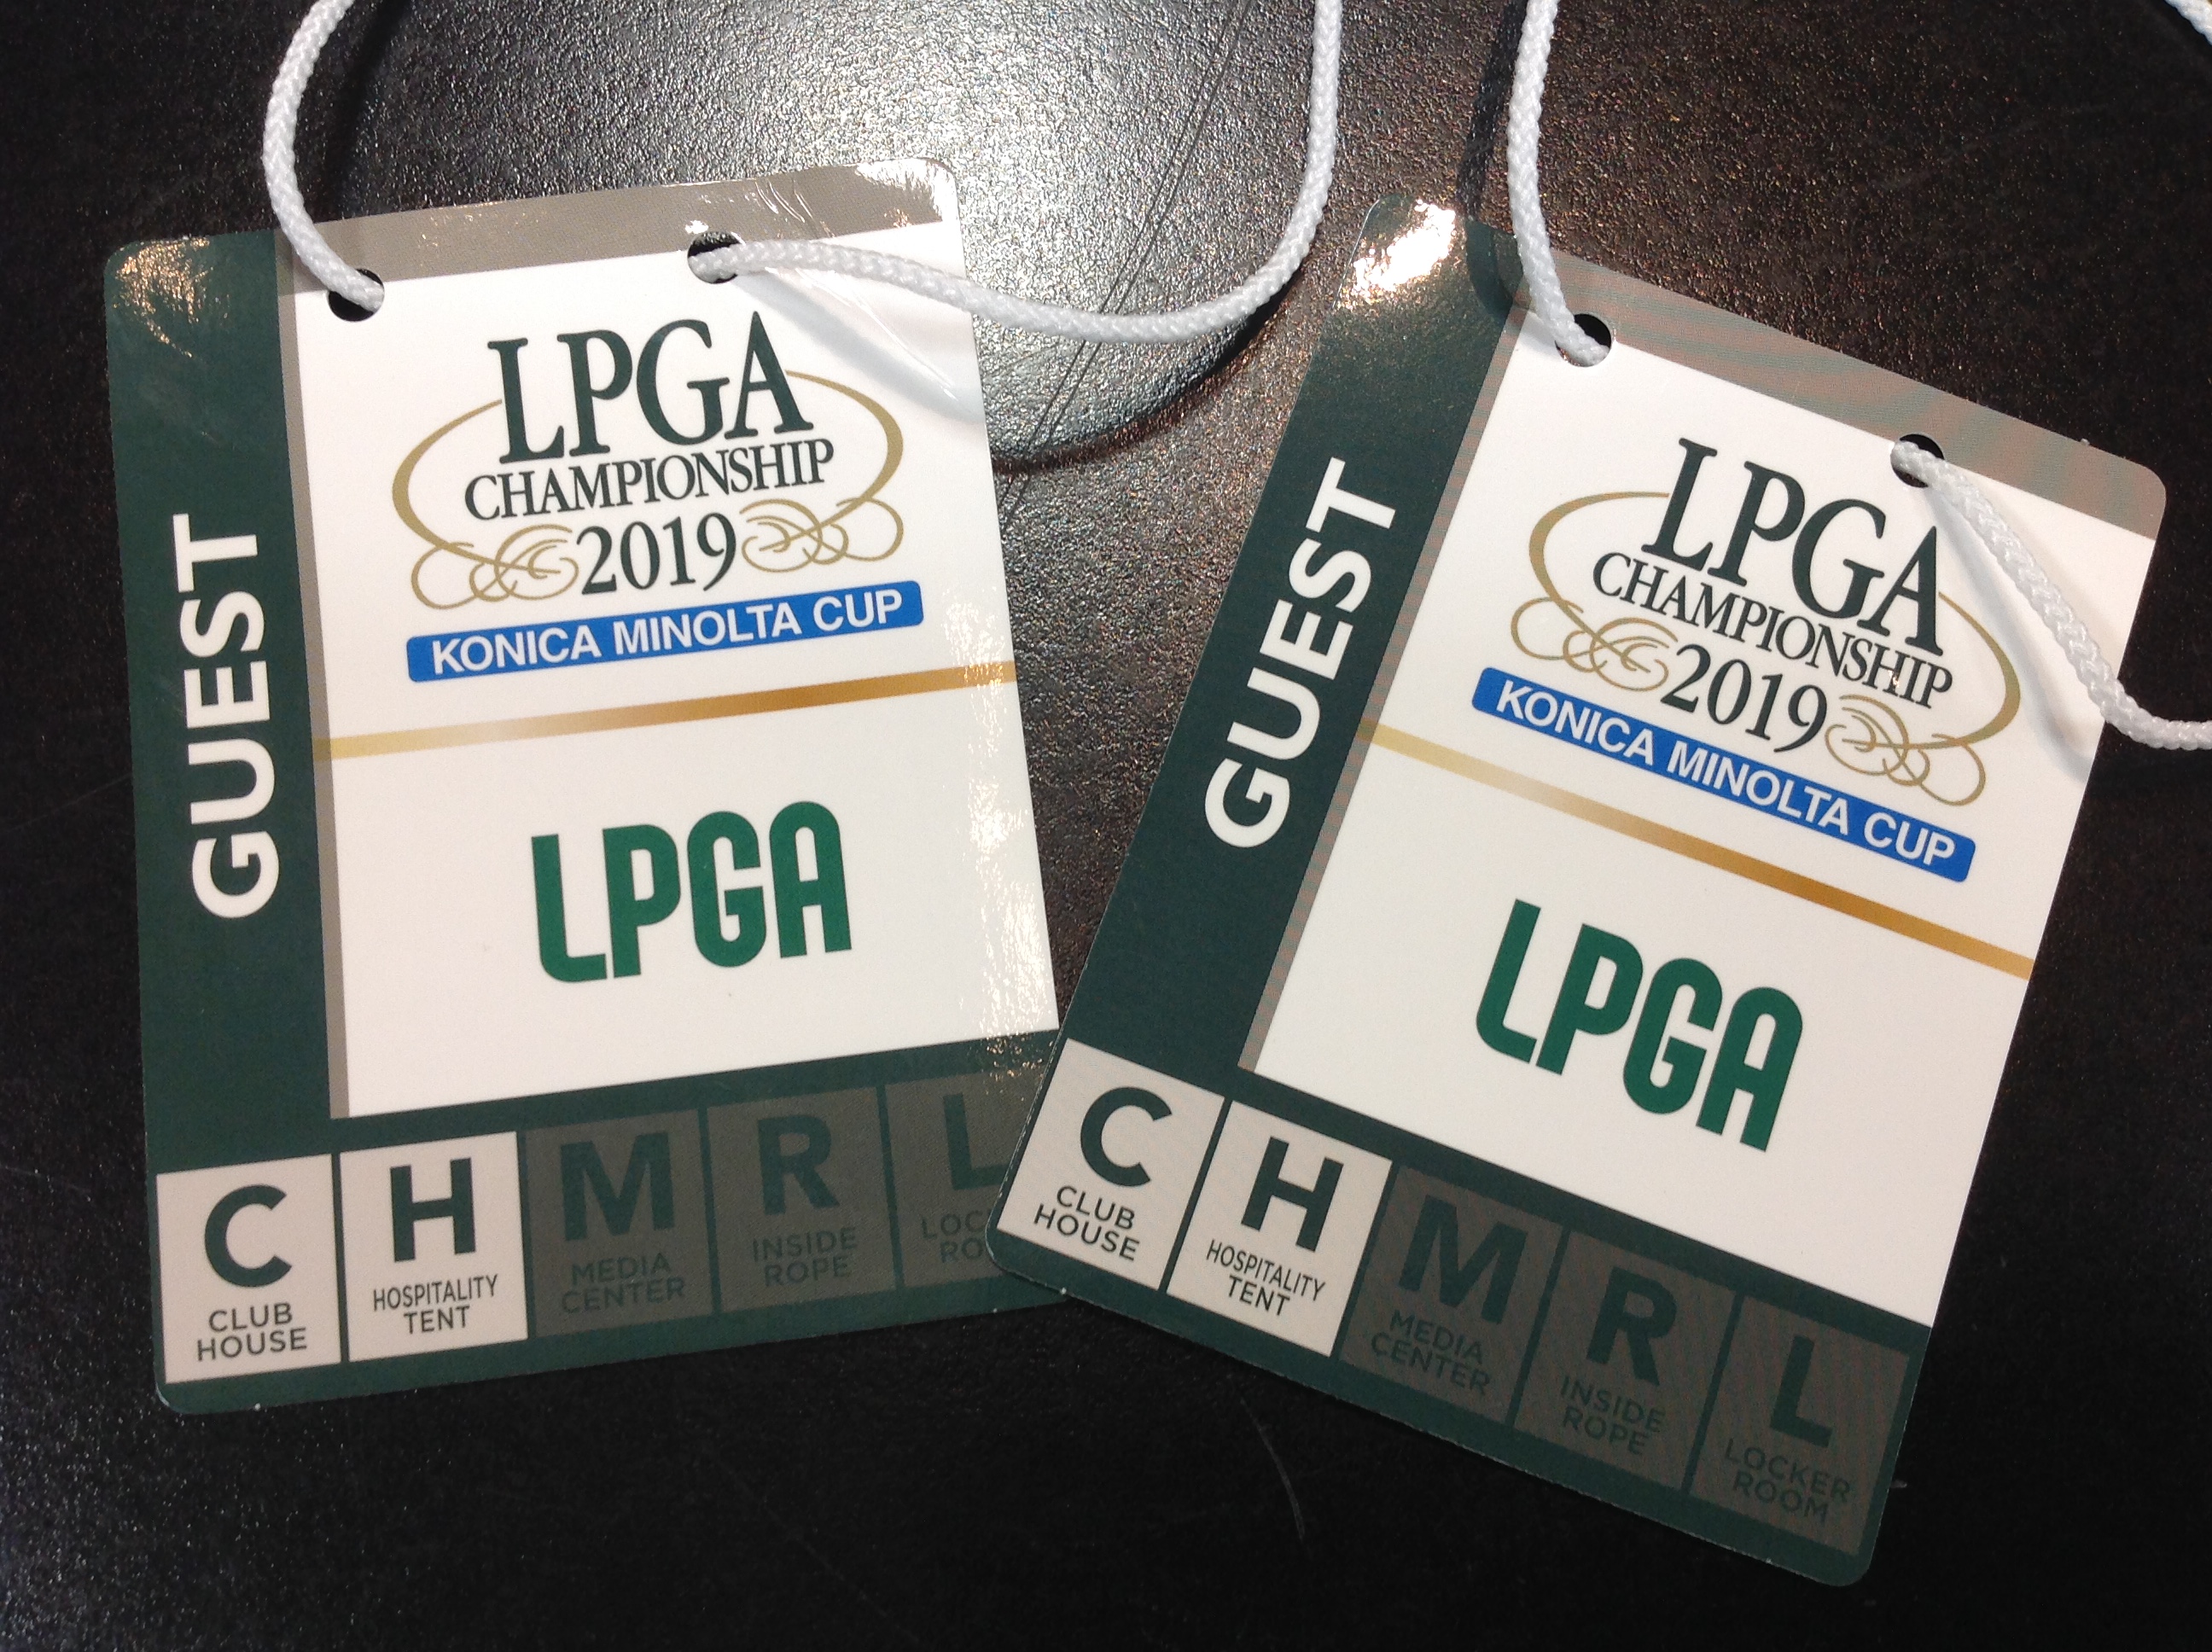 GUEST
LPGA
CHAMPIONSHIP
2019
KONICA MINOLTA CUP
LPGA
C
CLUB
HOUSE
H
HOSPITALITY
TENT
M
MEDIA
CENTER
R
INSIDE
ROPE
L
GUEST
LPGA
CHAMPIONSHIP
2019
KONICA MINOLTA CUP
LPGA
C
CLUB
HOUSE
H
HOSPITALITY
TENT
M
MEDIA
CENTER
R
INSIDE
ROPE
L
LOCKER
ROOM